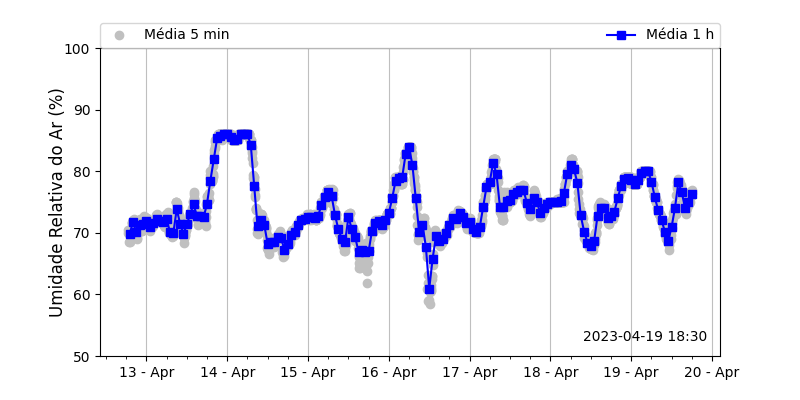 Média 5 min
Média 1 h
Umidade Relativa do Ar (%)
100
90
80
70
60
50
2023-04-19 18:30
13 - Apr
14 - Apr
15 - Apr
16 - Apr
17 - Apr
18 - Apr
19 - Apr
20 - Apr